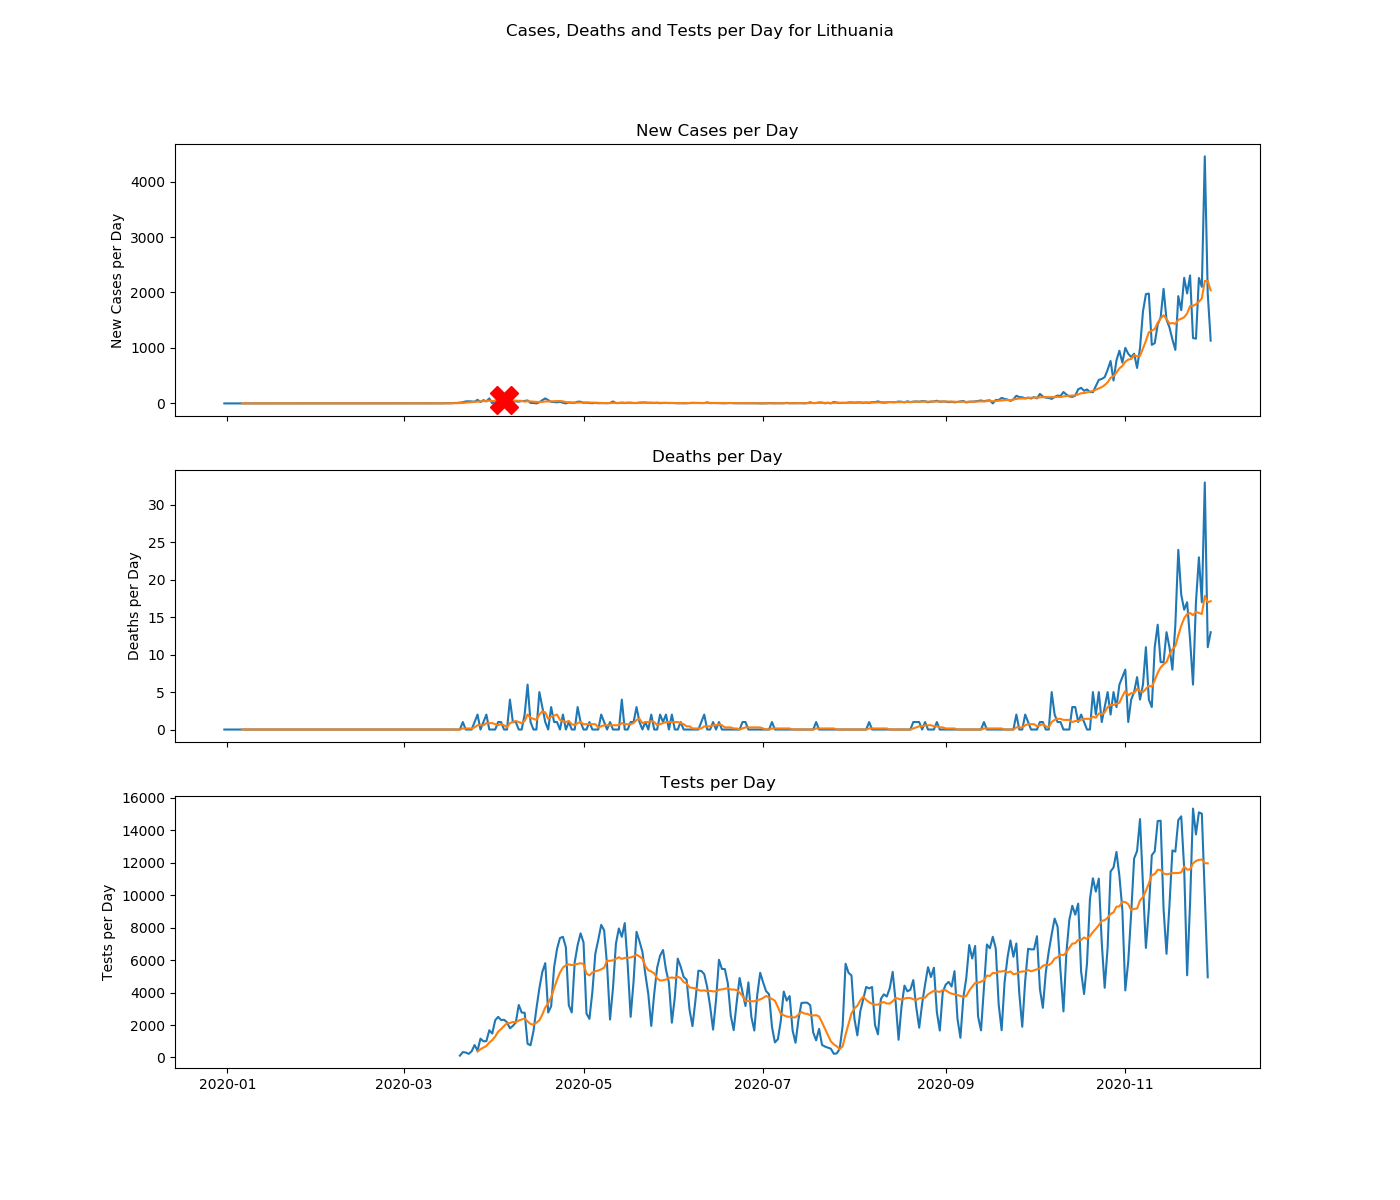 Cases, Deaths and Tests per Day for Lithuania
New Cases per Day
New Cases per Day
4000
3000
2000
1000
0
Deaths per Day
Deaths per Day
30
25
20
15
10
5
0
Tests per Day
Tests per Day
16000
14000
12000
10000
8000
6000
4000
2000
0
2020-01 2020-03 2020-05 2020-07 2020-09 2020-11